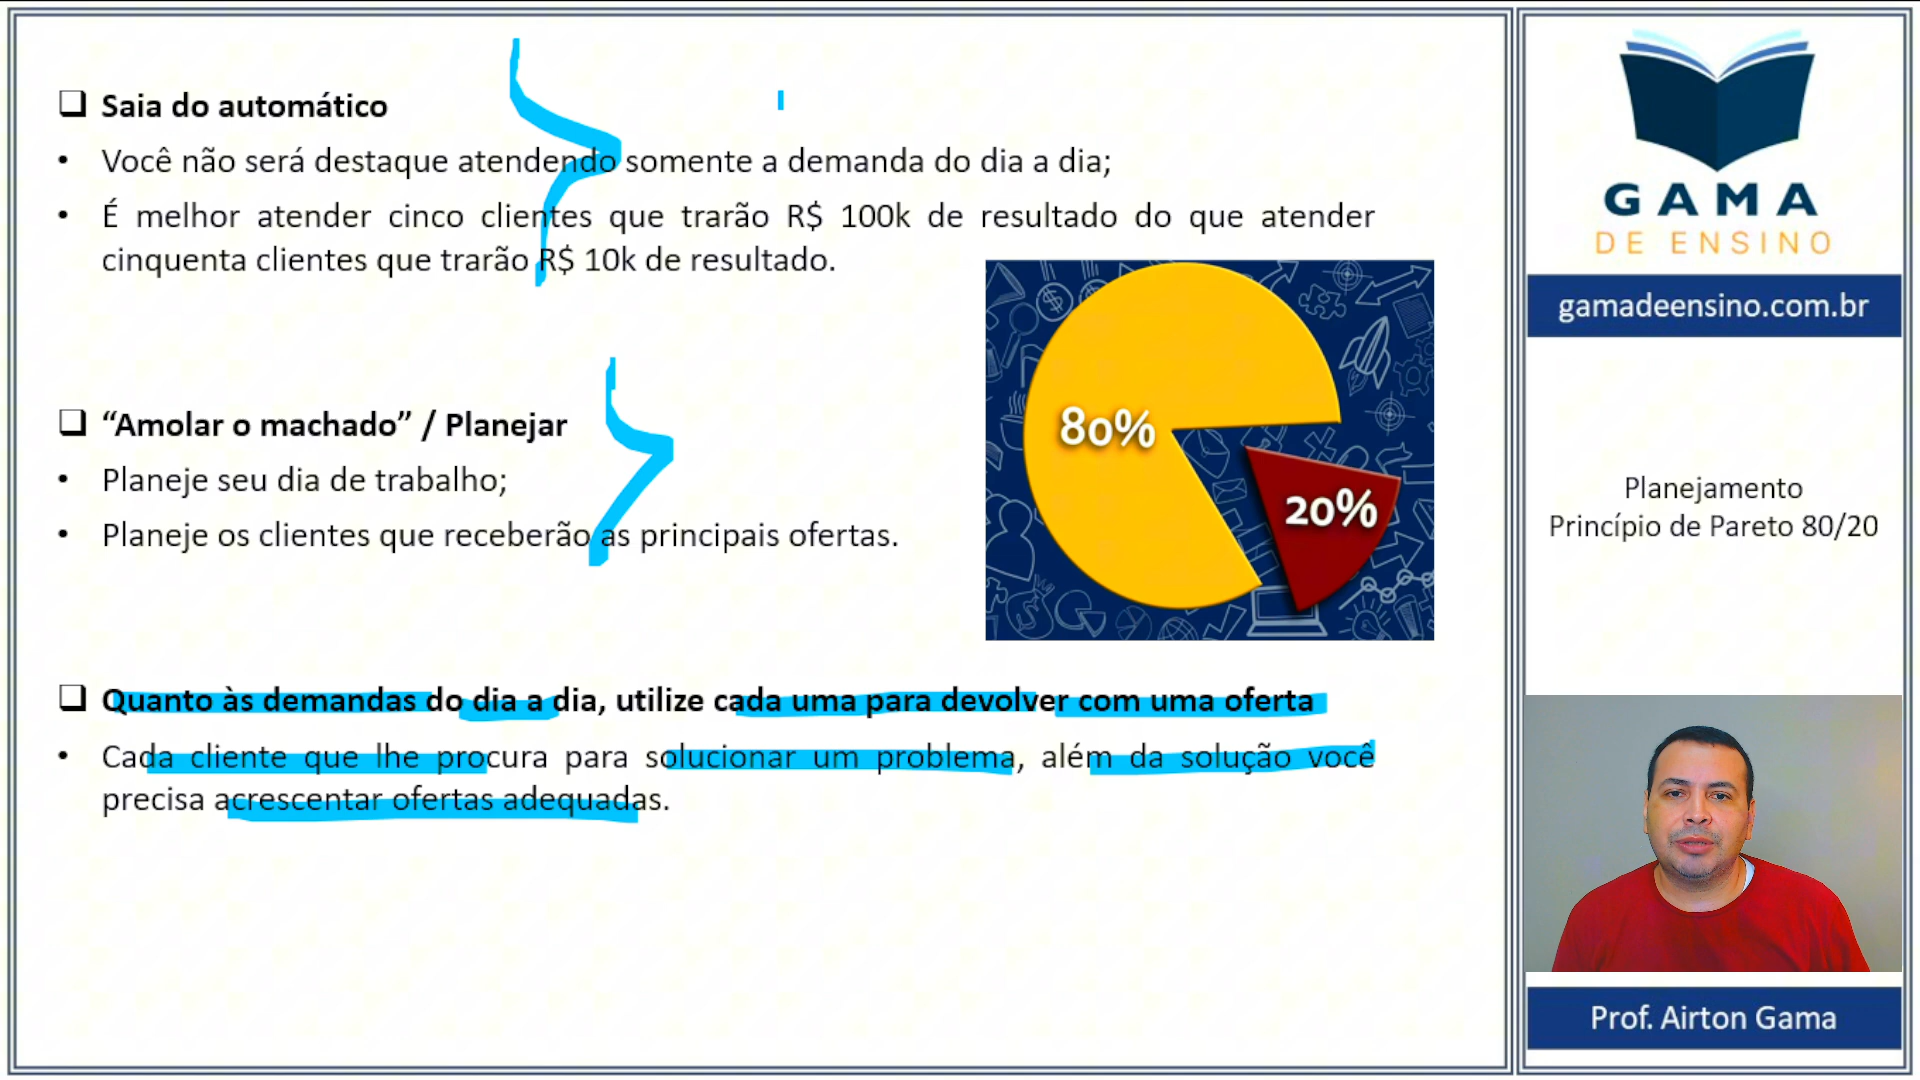 ❑ Saia do automático
• Você não será destaque atendendo somente a demanda do dia a dia;
• É melhor atender cinco clientes que trarão R$ 100k de resultado do que atender
cinquenta clientes que trarão R$ 10k de resultado.
❑ “Amolar o machado” / Planejar
• Planeje seu dia de trabalho;
• Planeje os clientes que receberão as principais ofertas.
80%
20%
❑ Quanto às demandas do dia a dia, utilize cada uma para devolver com uma oferta
• Cada cliente que lhe procura para solucionar um problema, além da solução você
precisa acrescentar ofertas adequadas.
GAMA
DE ENSINO
gamadeensino.com.br
Planejamento
Princípio de Pareto 80/20
Prof. Airton Gama